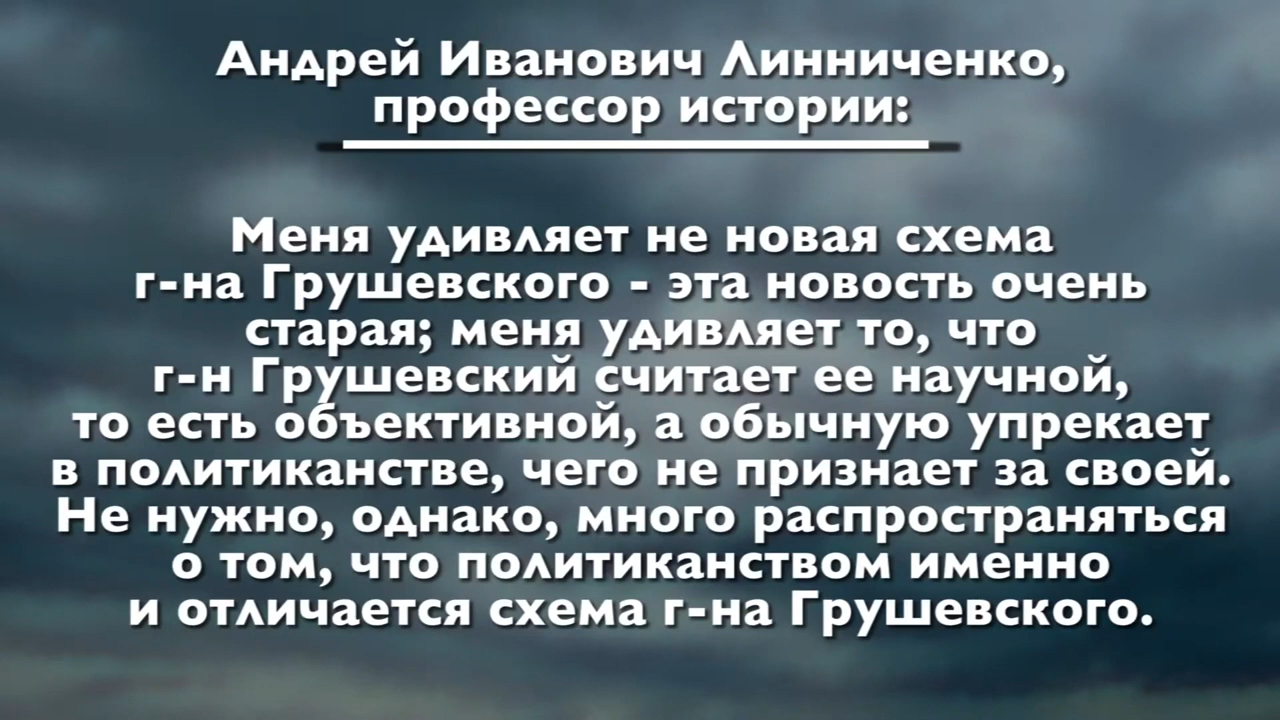 Андрей Иванович Линниченко,
профессор истории:
Меня удивляет не новая схема
г-на Грушевского - эта новость очень
старая; меня удивляет то, что
г-н Грушевский считает ее научной,
то есть объективной, а обычную упрекает
в политиканстве, чего не признает за своей.
Не нужно, однако, много распространяться
о том, что политиканством именно
и отличается схема г-на Грушевского.